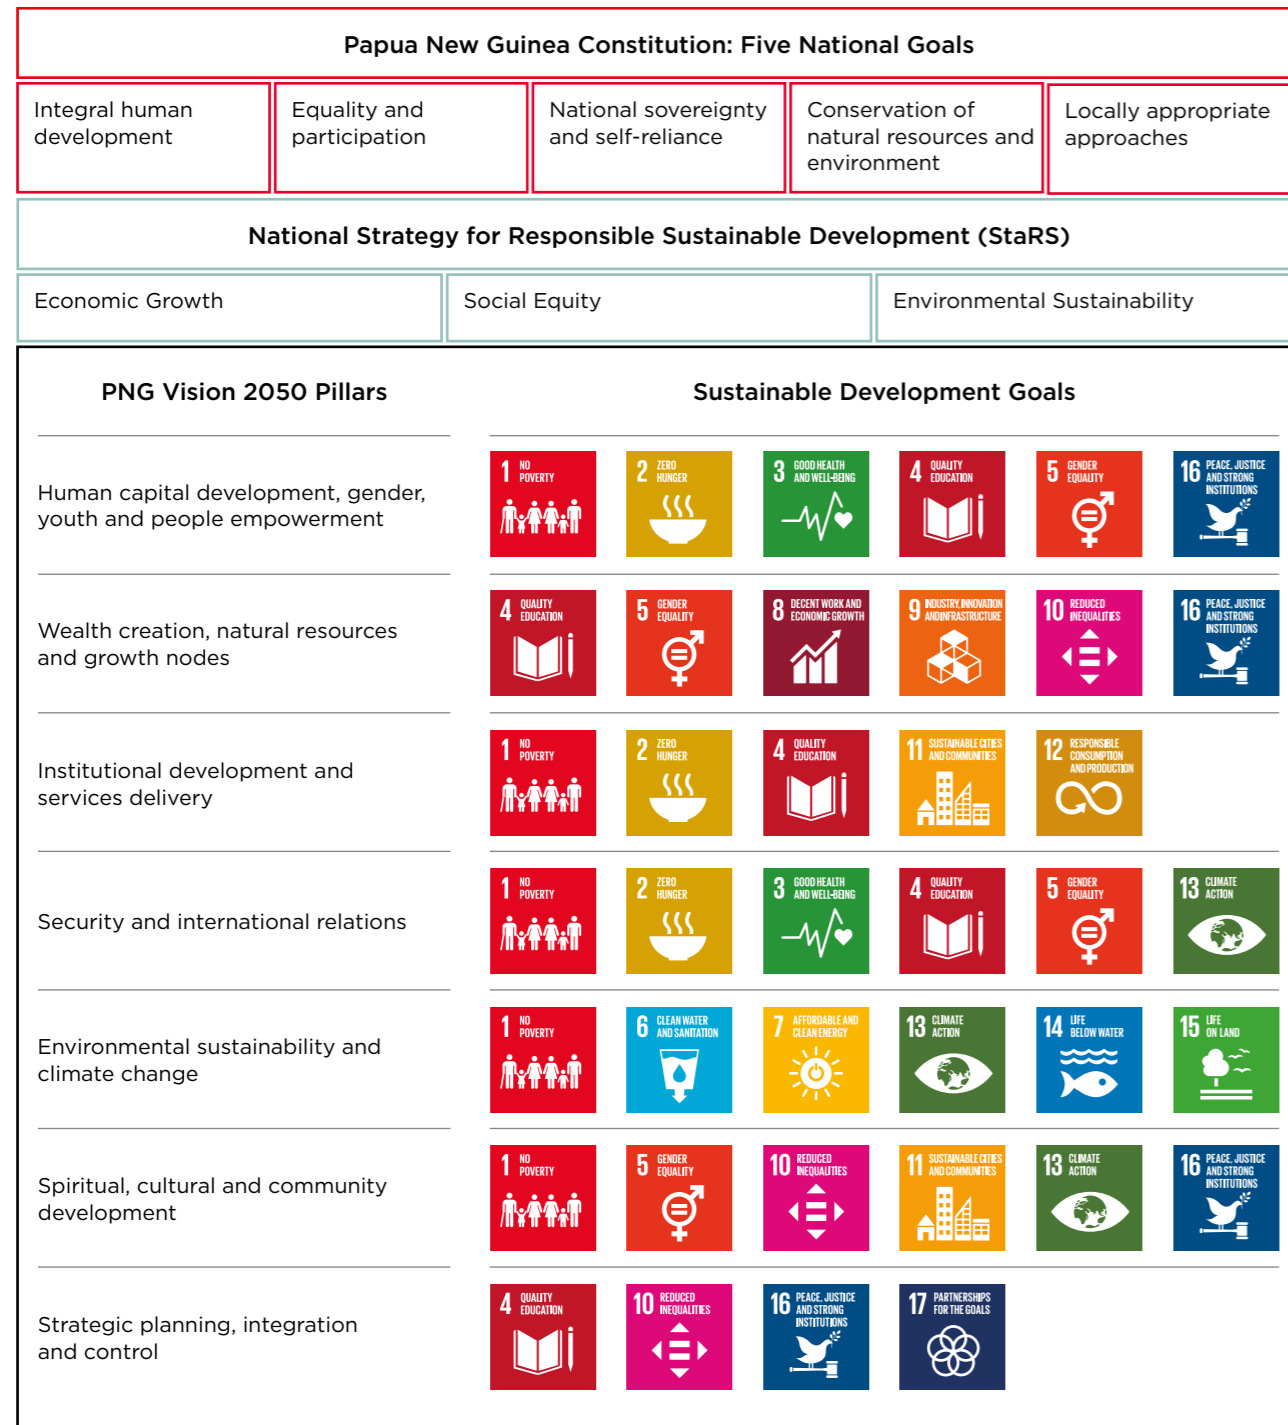 Papua New Guinea Constitution: Five National Goals
Integral human
development
Equality and
participation
National sovereignty
and self-reliance
Conservation of
natural resources and
environment
Locally appropriate
approaches
National Strategy for Responsible Sustainable Development (StaRS)
Economic Growth
Social Equity
Environmental Sustainability
PNG Vision 2050 Pillars
Sustainable Development Goals
Human capital development, gender,
youth and people empowerment
1 NO
POVERTY
2 ZERO
HUNGER
3 GOOD HEALTH
AND WELL-BEING
4 QUALITY
EDUCATION
5 GENDER
EQUALITY
16 PEACE, JUSTICE
AND STRONG
INSTITUTIONS
Wealth creation, natural resources
and growth nodes
4 QUALITY
EDUCATION
5 GENDER
EQUALITY
8 DECENT WORK AND
ECONOMIC GROWTH
9 INDUSTRY, INNOVATION
AND INFRASTRUCTURE
10 REDUCED
INEQUALITIES
16 PEACE, JUSTICE
AND STRONG
INSTITUTIONS
Institutional development and
services delivery
1 NO
POVERTY
2 ZERO
HUNGER
4 QUALITY
EDUCATION
11 SUSTAINABLE CITIES
AND COMMUNITIES
12 RESPONSIBLE
CONSUMPTION
AND PRODUCTION
Security and international relations
1 NO
POVERTY
2 ZERO
HUNGER
3 GOOD HEALTH
AND WELL-BEING
4 QUALITY
EDUCATION
5 GENDER
EQUALITY
13 CLIMATE
ACTION
Environmental sustainability and
climate change
1 NO
POVERTY
6 CLEAN WATER
AND SANITATION
7 AFFORDABLE AND
CLEAN ENERGY
13 CLIMATE
ACTION
14 LIFE
BELOW WATER
15 LIFE
ON LAND
Spiritual, cultural and community
development
1 NO
POVERTY
5 GENDER
EQUALITY
10 REDUCED
INEQUALITIES
11 SUSTAINABLE CITIES
AND COMMUNITIES
13 CLIMATE
ACTION
16 PEACE, JUSTICE
AND STRONG
INSTITUTIONS
Strategic planning, integration
and control
4 QUALITY
EDUCATION
10 REDUCED
INEQUALITIES
16 PEACE, JUSTICE
AND STRONG
INSTITUTIONS
17 PARTNERSHIPS
FOR THE GOALS